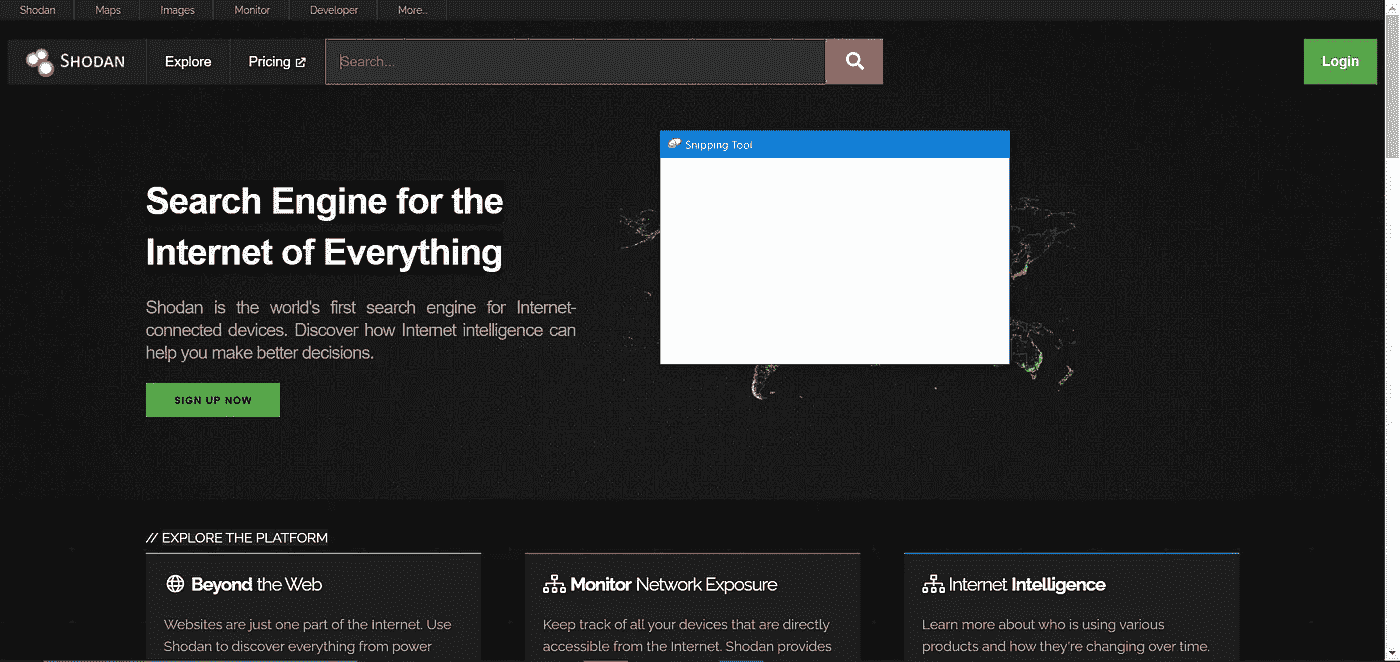 Shodan Maps Images Monitor Developer More...
SHODAN Explore Pricing Search... Login
Snipping Tool
Search Engine for the
Internet of Everything
Shodan is the world's first search engine for Internet-
connected devices. Discover how Internet intelligence can
help you make better decisions.
SIGN UP NOW
// EXPLORE THE PLATFORM
Beyond the Web
Websites are just one part of the Internet. Use
Shodan to discover everything from power
Monitor Network Exposure
Keep track of all your devices that are directly
accessible from the Internet. Shodan provides
Internet Intelligence
Learn more about who is using various
products and how they're changing over time.